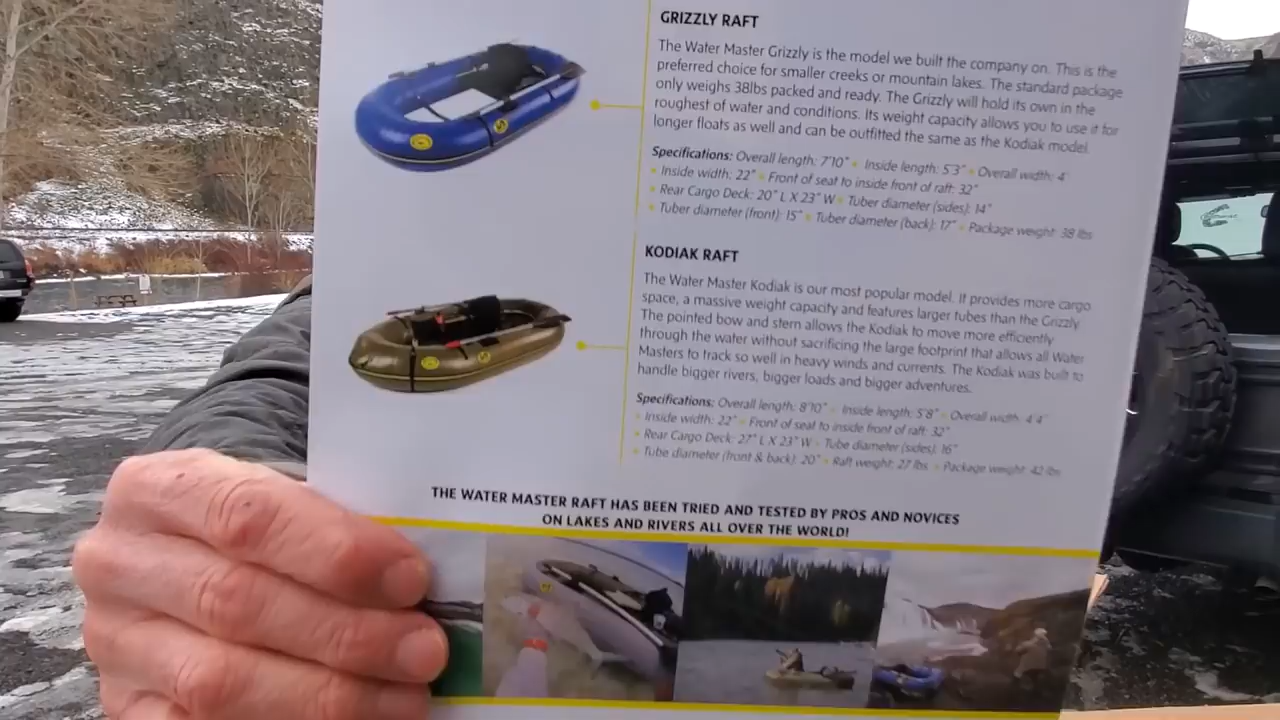 GRIZZLY RAFT
The Water Master Grizzly is the model we built the company on. This is the
preferred choice for smaller creeks or mountain lakes. The standard package
only weighs 38lbs packed and ready. The Grizzly will hold its own in the
roughest of water and conditions. Its weight capacity allows you to use it for
longer floats as well and can be outfitted the same as the Kodiak model.
Specifications: Overall length: 7'10" • Inside length: 5'3" • Overall width: 4'
• Inside width: 22" • Front of seat to inside front of raft: 32"
• Rear Cargo Deck: 20" L X 23" W • Tuber diameter (sides): 14"
• Tuber diameter (front): 15" • Tuber diameter (back): 17" • Package weight: 38 lbs
KODIAK RAFT
The Water Master Kodiak is our most popular model. It provides more cargo
space, a massive weight capacity and features larger tubes than the Grizzly.
The pointed bow and stern allows the Kodiak to move more efficiently
through the water without sacrificing the large footprint that allows all Water
Masters to track so well in heavy winds and currents. The Kodiak was built to
handle bigger rivers, bigger loads and bigger adventures.
Specifications: Overall length: 8'10" • Inside length: 5'8" • Overall width: 4'4"
• Inside width: 22" • Front of seat to inside front of raft: 32"
• Rear Cargo Deck: 27" L X 23" W • Tube diameter (sides): 16"
• Tube diameter (front & back): 20" • Raft weight: 27 lbs • Package weight: 42 lbs
THE WATER MASTER RAFT HAS BEEN TRIED AND TESTED BY PROS AND NOVICES
ON LAKES AND RIVERS ALL OVER THE WORLD!